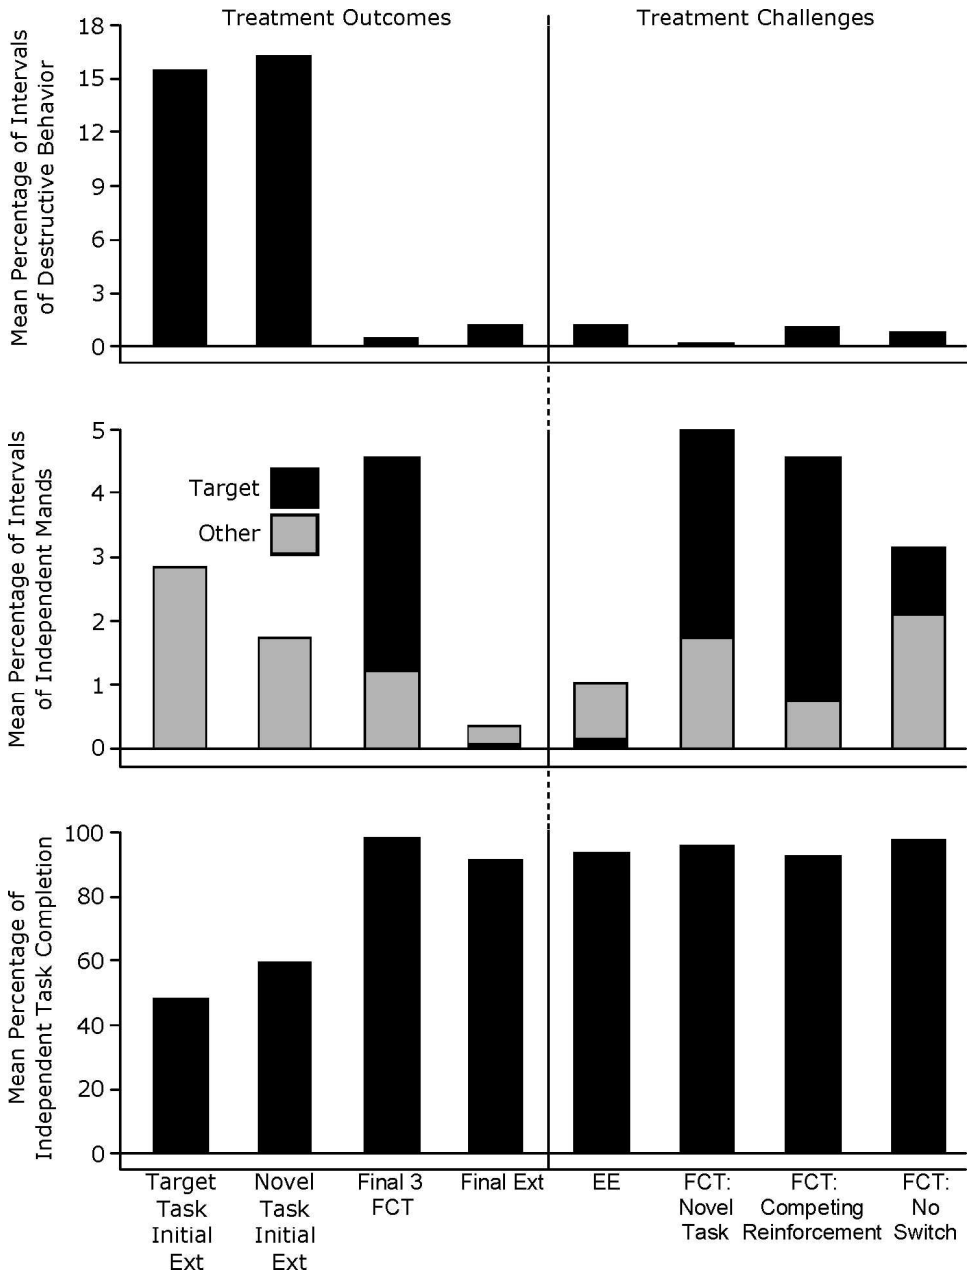 Treatment Outcomes
Treatment Challenges
Mean Percentage of Intervals
of Destructive Behavior
18
15
12
9
6
3
0
Mean Percentage of Intervals
of Independent Mands
5
4
3
2
1
0
Target
Other
Mean Percentage of
Independent Task Completion
100
80
60
40
20
0
Target
Task
Initial
Ext
Novel
Task
Initial
Ext
Final 3
FCT
Final Ext
EE
FCT:
Novel
Task
FCT:
Competing
Reinforcement
FCT:
No
Switch